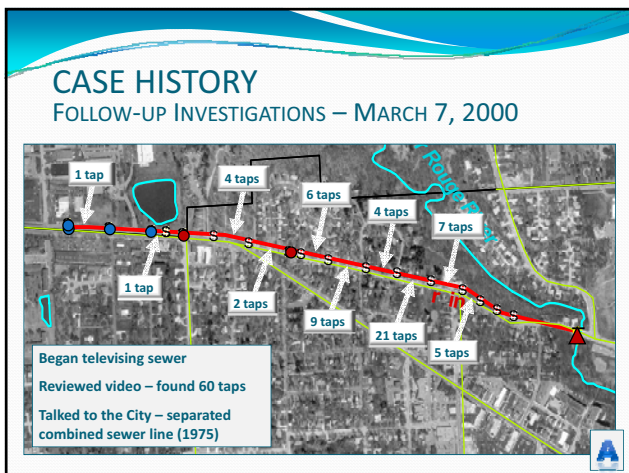 CASE HISTORY
FOLLOW-UP INVESTIGATIONS – MARCH 7, 2000
1 tap
4 taps
6 taps
4 taps
7 taps
Rouge River
1 tap
2 taps
9 taps
21 taps
5 taps
S
S
S
S
S
S
S
S
S
S
S
S
S
Began televising sewer
Reviewed video – found 60 taps
Talked to the City – separated
combined sewer line (1975)
A